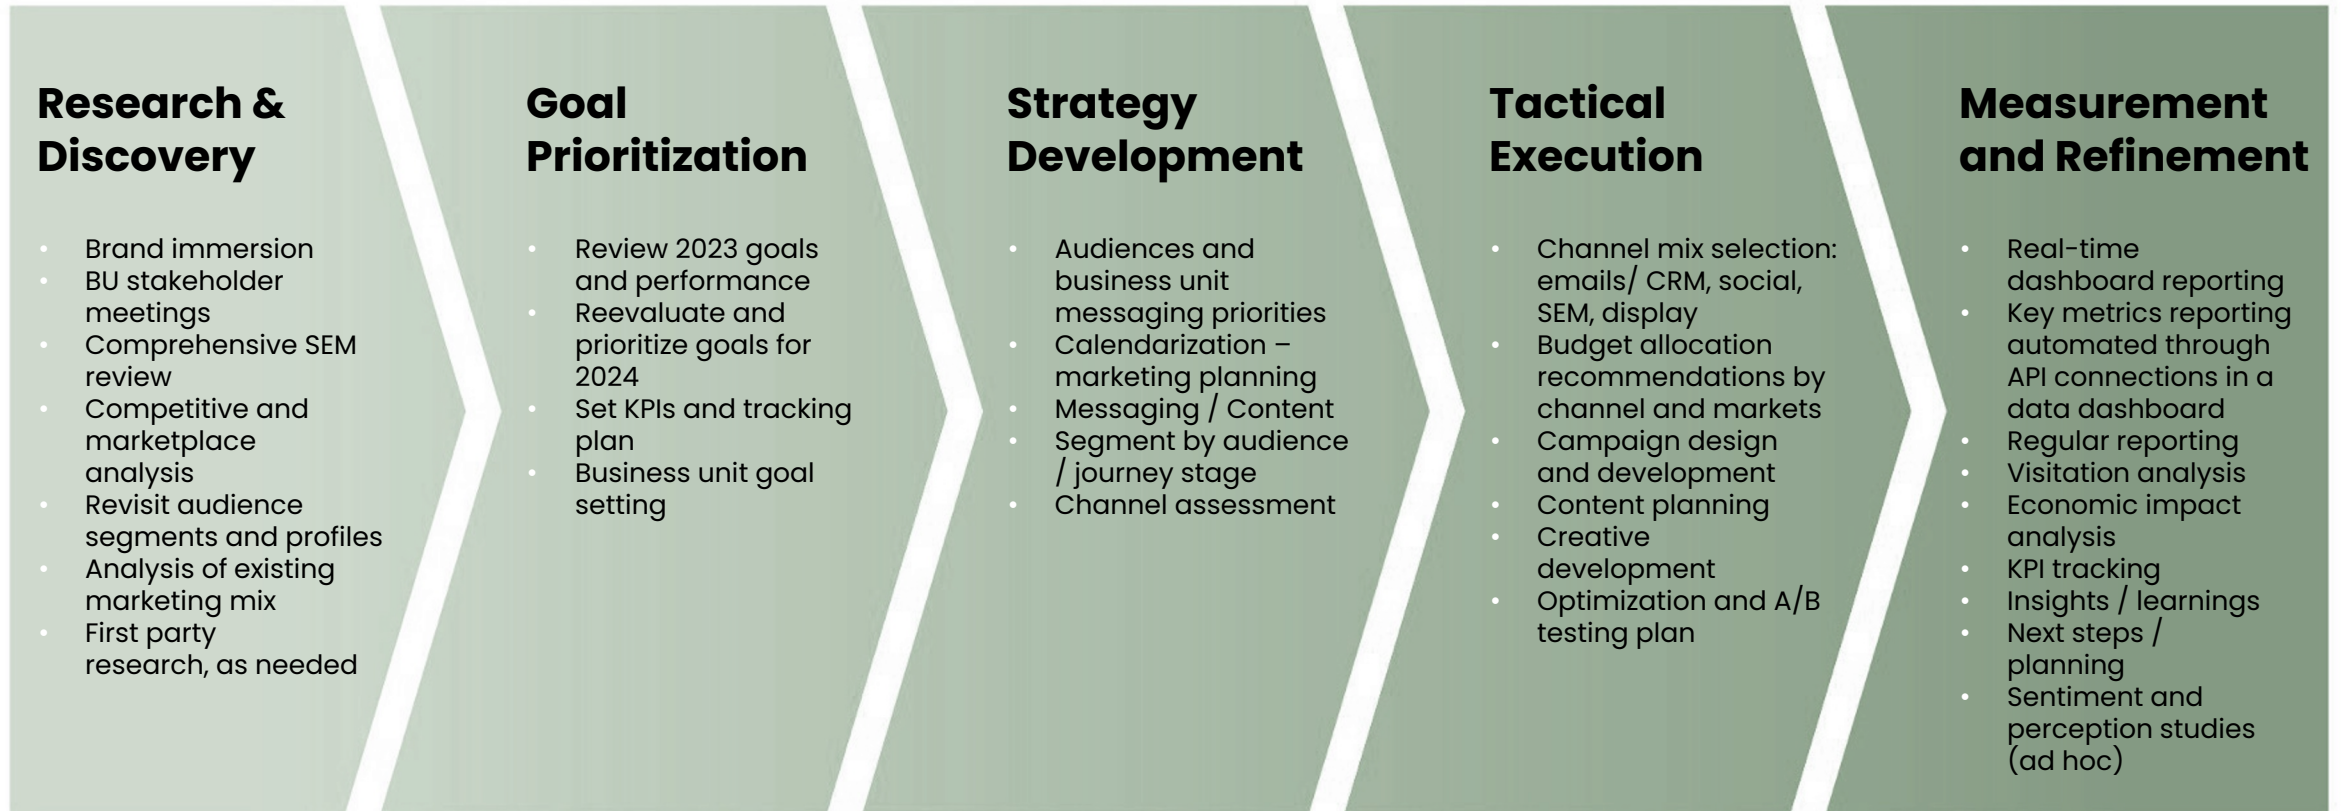 Research &
Discovery
• Brand immersion
• BU stakeholder
meetings
• Comprehensive SEM
review
• Competitive and
marketplace
analysis
• Revisit audience
segments and profiles
• Analysis of existing
marketing mix
• First party
research, as needed
Goal
Prioritization
• Review 2023 goals
and performance
• Reevaluate and
prioritize goals for
2024
• Set KPIs and tracking
plan
• Business unit goal
setting
Strategy
Development
• Audiences and
business unit
messaging priorities
• Calendarization –
marketing planning
• Messaging / Content
• Segment by audience
/ journey stage
• Channel assessment
Tactical
Execution
• Channel mix selection:
emails/ CRM, social,
SEM, display
• Budget allocation
recommendations by
channel and markets
• Campaign design
and development
• Content planning
• Creative
development
• Optimization and A/B
testing plan
Measurement
and Refinement
• Real-time
dashboard reporting
• Key metrics reporting
automated through
API connections in a
data dashboard
• Regular reporting
• Visitation analysis
• Economic impact
analysis
• KPI tracking
• Insights / learnings
• Next steps /
planning
• Sentiment and
perception studies
(ad hoc)